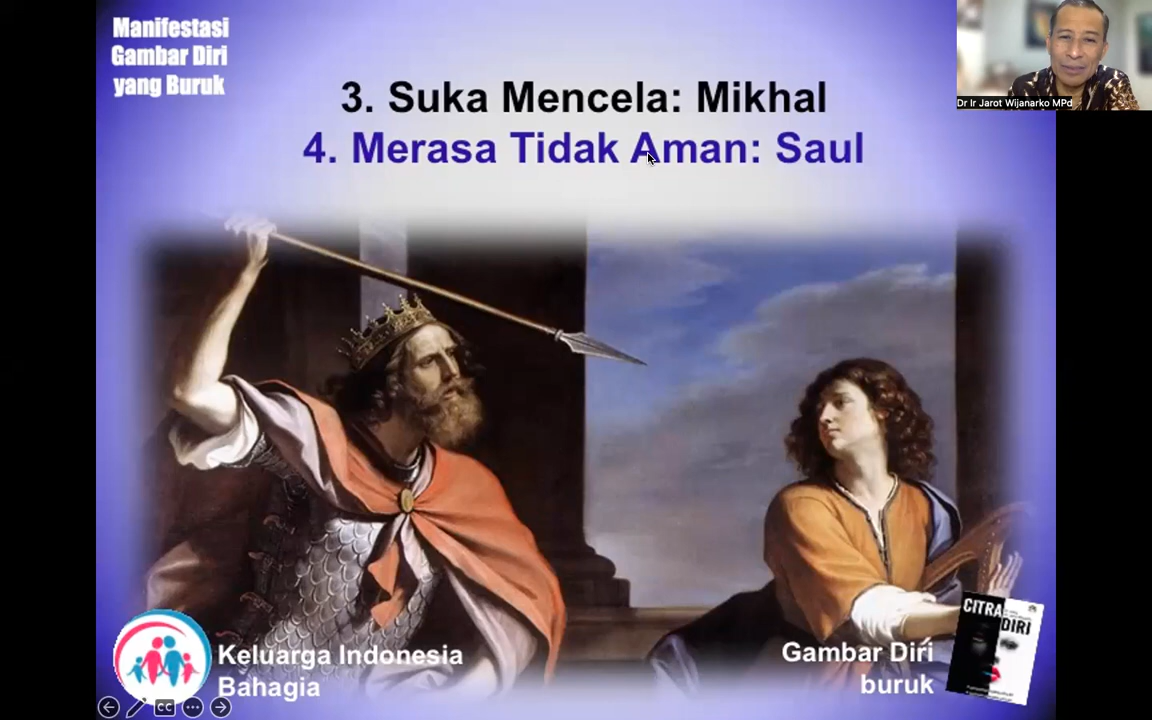 Manifestasi
Gambar Diri
yang Buruk
3. Suka Mencela: Mikhal
4. Merasa Tidak Aman: Saul
Dr Ir Jarot Wijanarko MPd
Keluarga Indonesia
Bahagia
Gambar Diri
buruk
CITRA
DIRI
CC